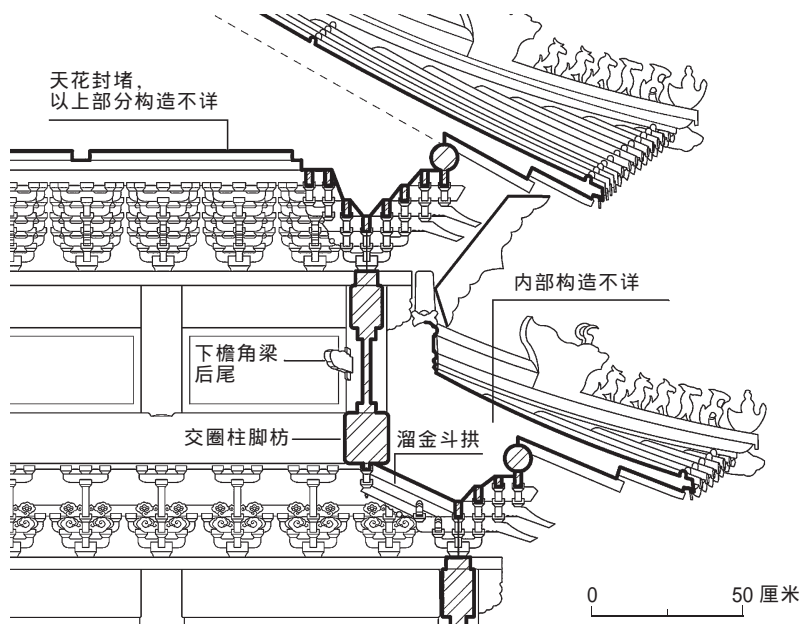 天花封堵，
以上部分构造不详
内部构造不详
下檐角梁
后尾
交圈柱脚枋
溜金斗拱
0
50 厘米